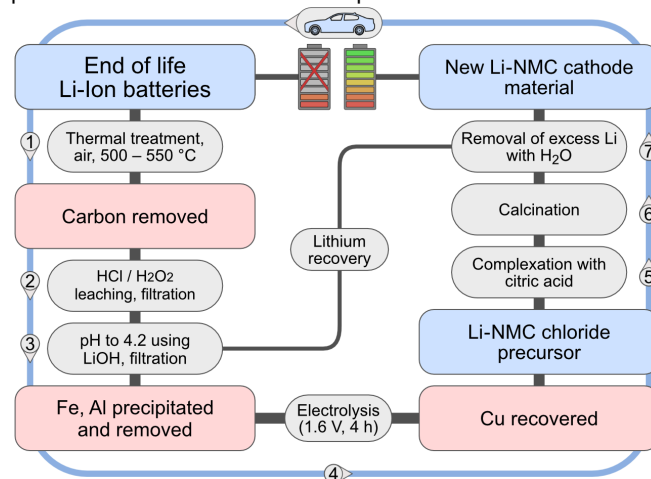 End of life
Li-Ion batteries
New Li-NMC cathode
material
1
Thermal treatment,
air, 500 – 550 °C
Removal of excess Li
with H₂O
7
Carbon removed
Calcination
6
Lithium
recovery
2
HCl / H₂O₂
leaching, filtration
Complexation with
citric acid
5
3
pH to 4.2 using
LiOH, filtration
Li-NMC chloride
precursor
Fe, Al precipitated
and removed
Electrolysis
(1.6 V, 4 h)
Cu recovered
4